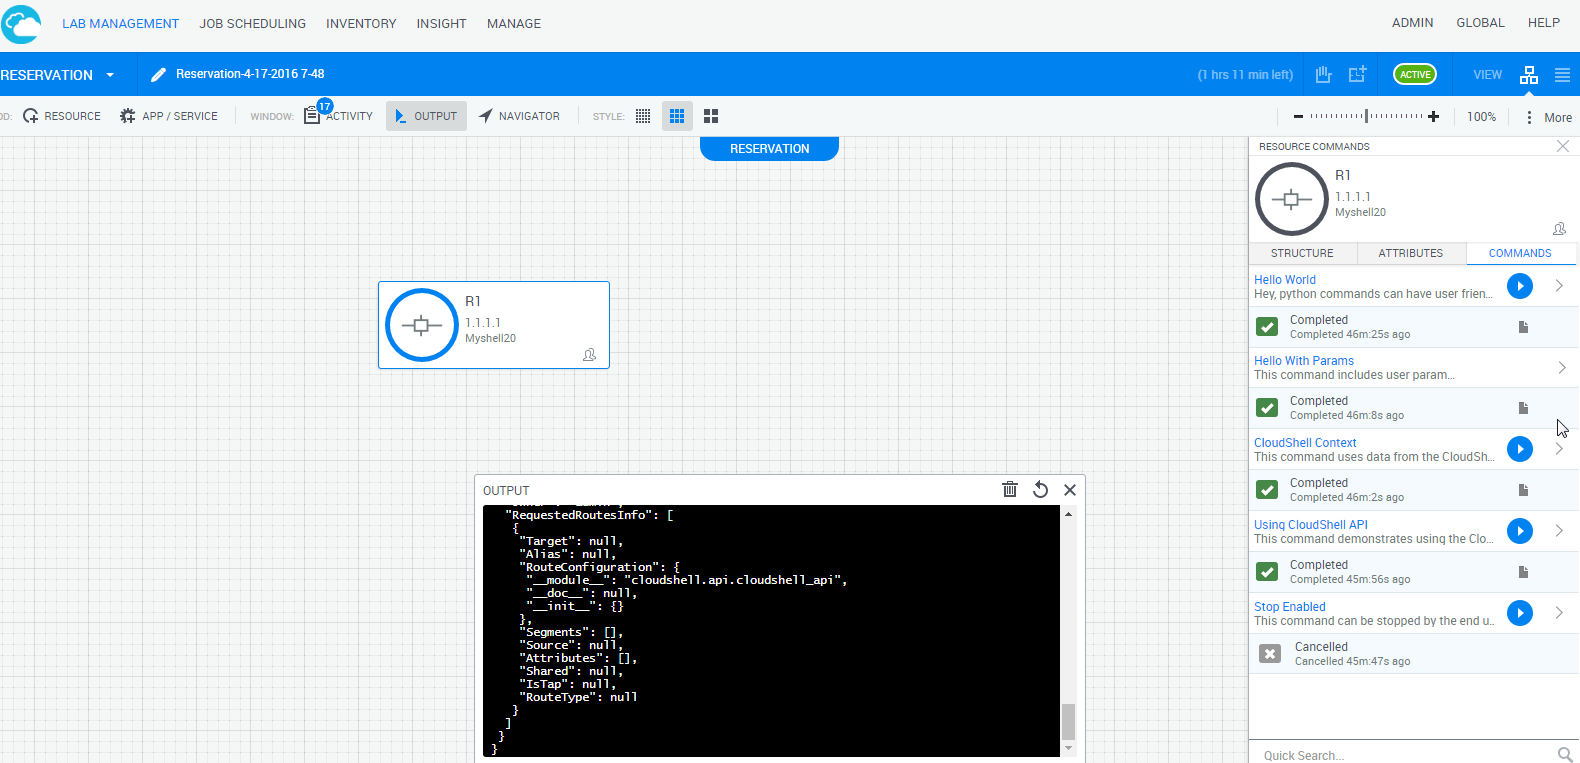 LAB MANAGEMENT JOB SCHEDULING INVENTORY INSIGHT MANAGE ADMIN GLOBAL HELP
RESERVATION Reservation-4-17-2016 7-48 (1 hrs 11 min left) ACTIVE VIEW
RESOURCE APP / SERVICE WINDOW: 17 ACTIVITY OUTPUT NAVIGATOR STYLE: 100% More
RESERVATION
R1
1.1.1.1
Myshell20
OUTPUT
"RequestedRoutesInfo": [
{
"Target": null,
"Alias": null,
"RouteConfiguration": {
"__module__": "cloudshell.api.cloudshell_api",
"__doc__": null,
"__init__": {}
},
"Segments": [],
"Source": null,
"Attributes": [],
"Shared": null,
"IsTap": null,
"RouteType": null
}
]
}
}
RESOURCE COMMANDS
R1
1.1.1.1
Myshell20
STRUCTURE ATTRIBUTES COMMANDS
Hello World
Hey, python commands can have user frien...
Completed
Completed 46m:25s ago
Hello With Params
This command includes user param...
Completed
Completed 46m:8s ago
CloudShell Context
This command uses data from the CloudSh...
Completed
Completed 46m:2s ago
Using CloudShell API
This command demonstrates using the Clo...
Completed
Completed 45m:56s ago
Stop Enabled
This command can be stopped by the end u..
Cancelled
Cancelled 45m:47s ago
Quick Search...